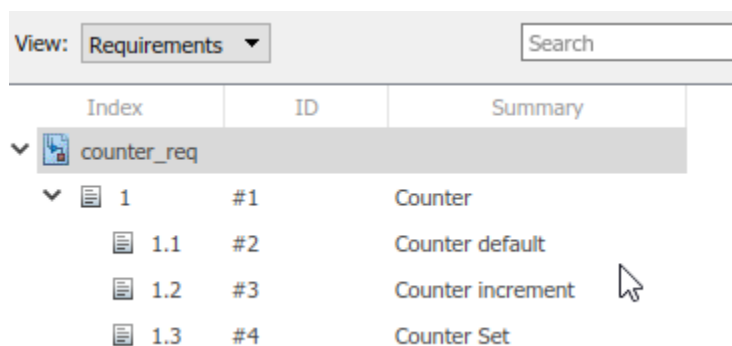 View: Requirements Search
Index ID Summary
counter_req
1 #1 Counter
1.1 #2 Counter default
1.2 #3 Counter increment
1.3 #4 Counter Set